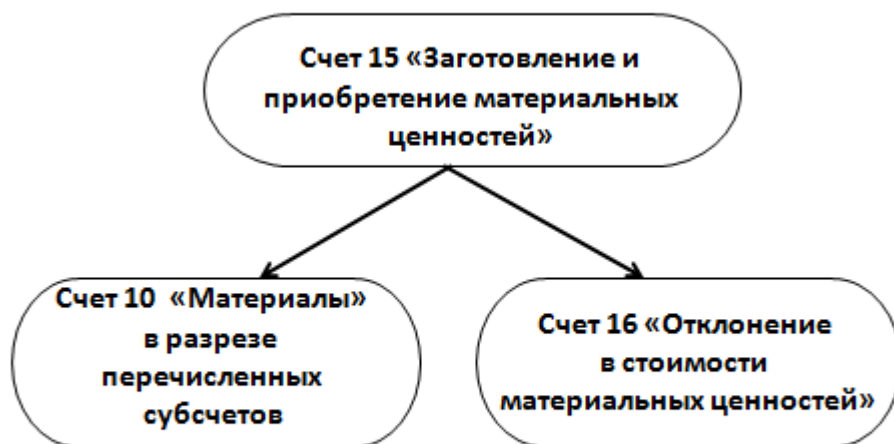 Счет 15 «Заготовление и
приобретение материальных
ценностей»
Счет 10 «Материалы»
в разрезе
перечисленных
субсчетов
Счет 16 «Отклонение
в стоимости
материальных ценностей»